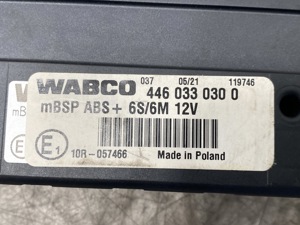 037 05/21 119746
WABCO 446 033 030 0
mBSP ABS+ 6S/6M 12V
E1
10R-057466 Made in Poland